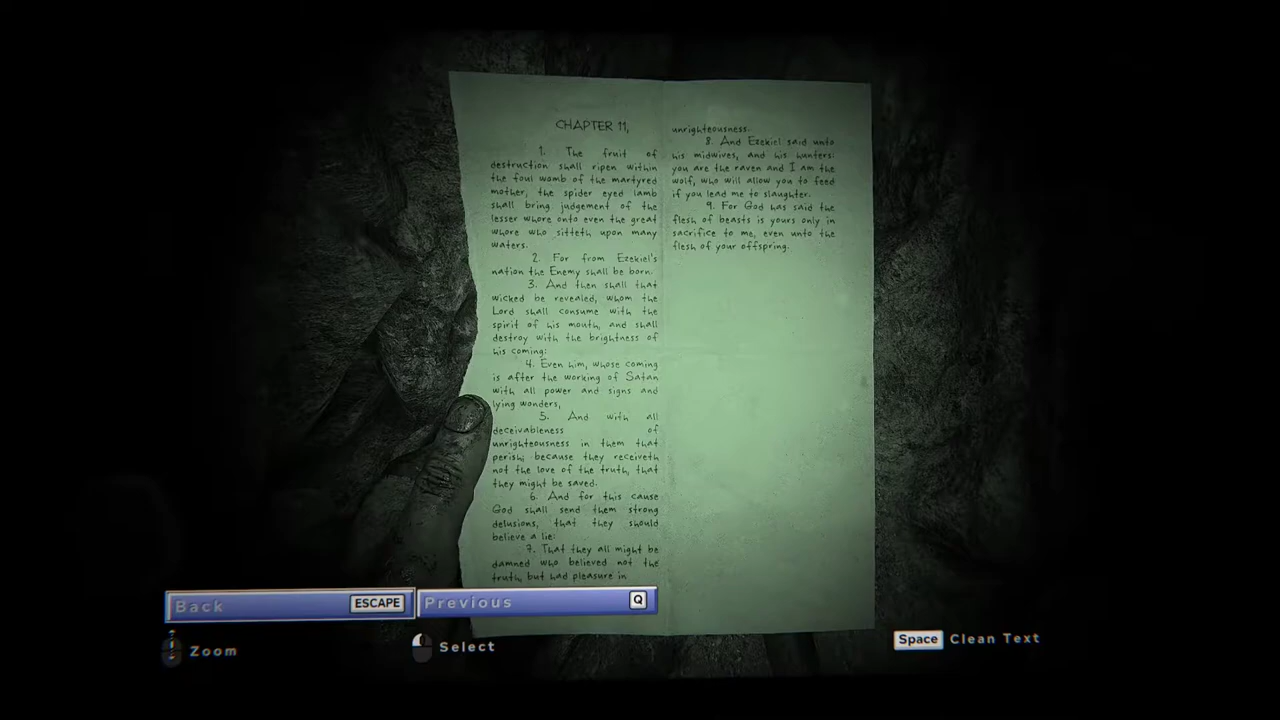 CHAPTER 11,
1. The fruit of
destruction shall ripen within
the foul womb of the martyred
mother, the spider eyed lamb
shall bring judgement of the
lesser whore onto even the great
whore who sitteth upon many
waters.
2. For from Ezekiel's
nation the Enemy shall be born.
3. And then shall that
wicked be revealed, whom the
Lord shall consume with the
spirit of his mouth, and shall
destroy with the brightness of
his coming:
4. Even him, whose coming
is after the working of Satan
with all power and signs and
lying wonders,
5. And with all
deceivableness of
unrighteousness in them that
perish; because they receiveth
not the love of the truth, that
they might be saved.
6. And for this cause
God shall send them strong
delusions, that they should
believe a lie:
7. That they all might be
damned who believed not the
truth, but had pleasure in
unrighteousness.
8. And Ezekiel said unto
his midwives, and his hunters:
you are the raven and I am the
wolf, who will allow you to feed
if you lead me to slaughter.
9. For God has said the
flesh of beasts is yours only in
sacrifice to me, even unto the
flesh of your offspring.
Back ESCAPE
Previous Q
Zoom
Select
Space Clean Text